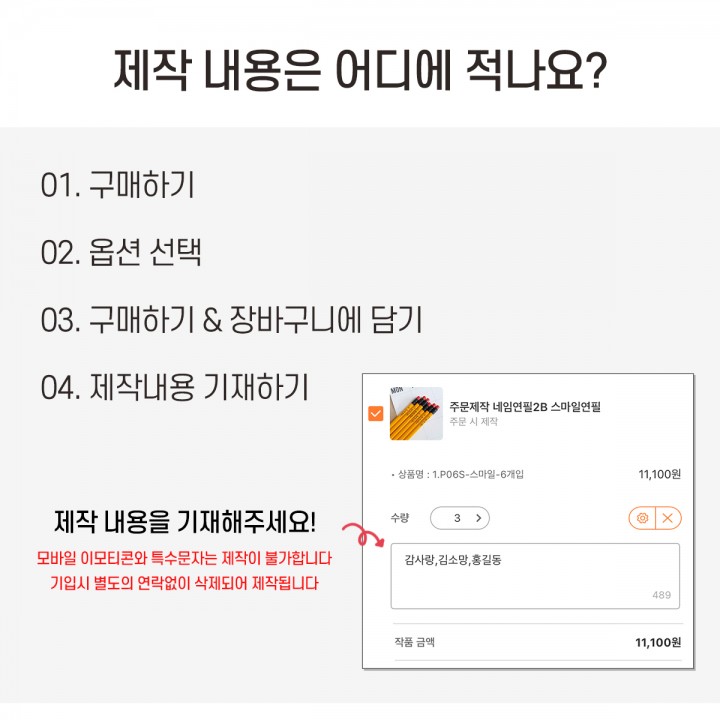 제작 내용은 어디에 적나요?
01. 구매하기
02. 옵션 선택
03. 구매하기 & 장바구니에 담기
04. 제작내용 기재하기
주문제작 네임연필2B 스마일연필
주문 시 제작
• 상품명 : 1.P06S-스마일-6개입 11,100원
수량 3
제작 내용을 기재해주세요!
모바일 이모티콘와 특수문자는 제작이 불가합니다
기입시 별도의 연락없이 삭제되어 제작됩니다
감사랑,김소망,홍길동
489
작품 금액 11,100원